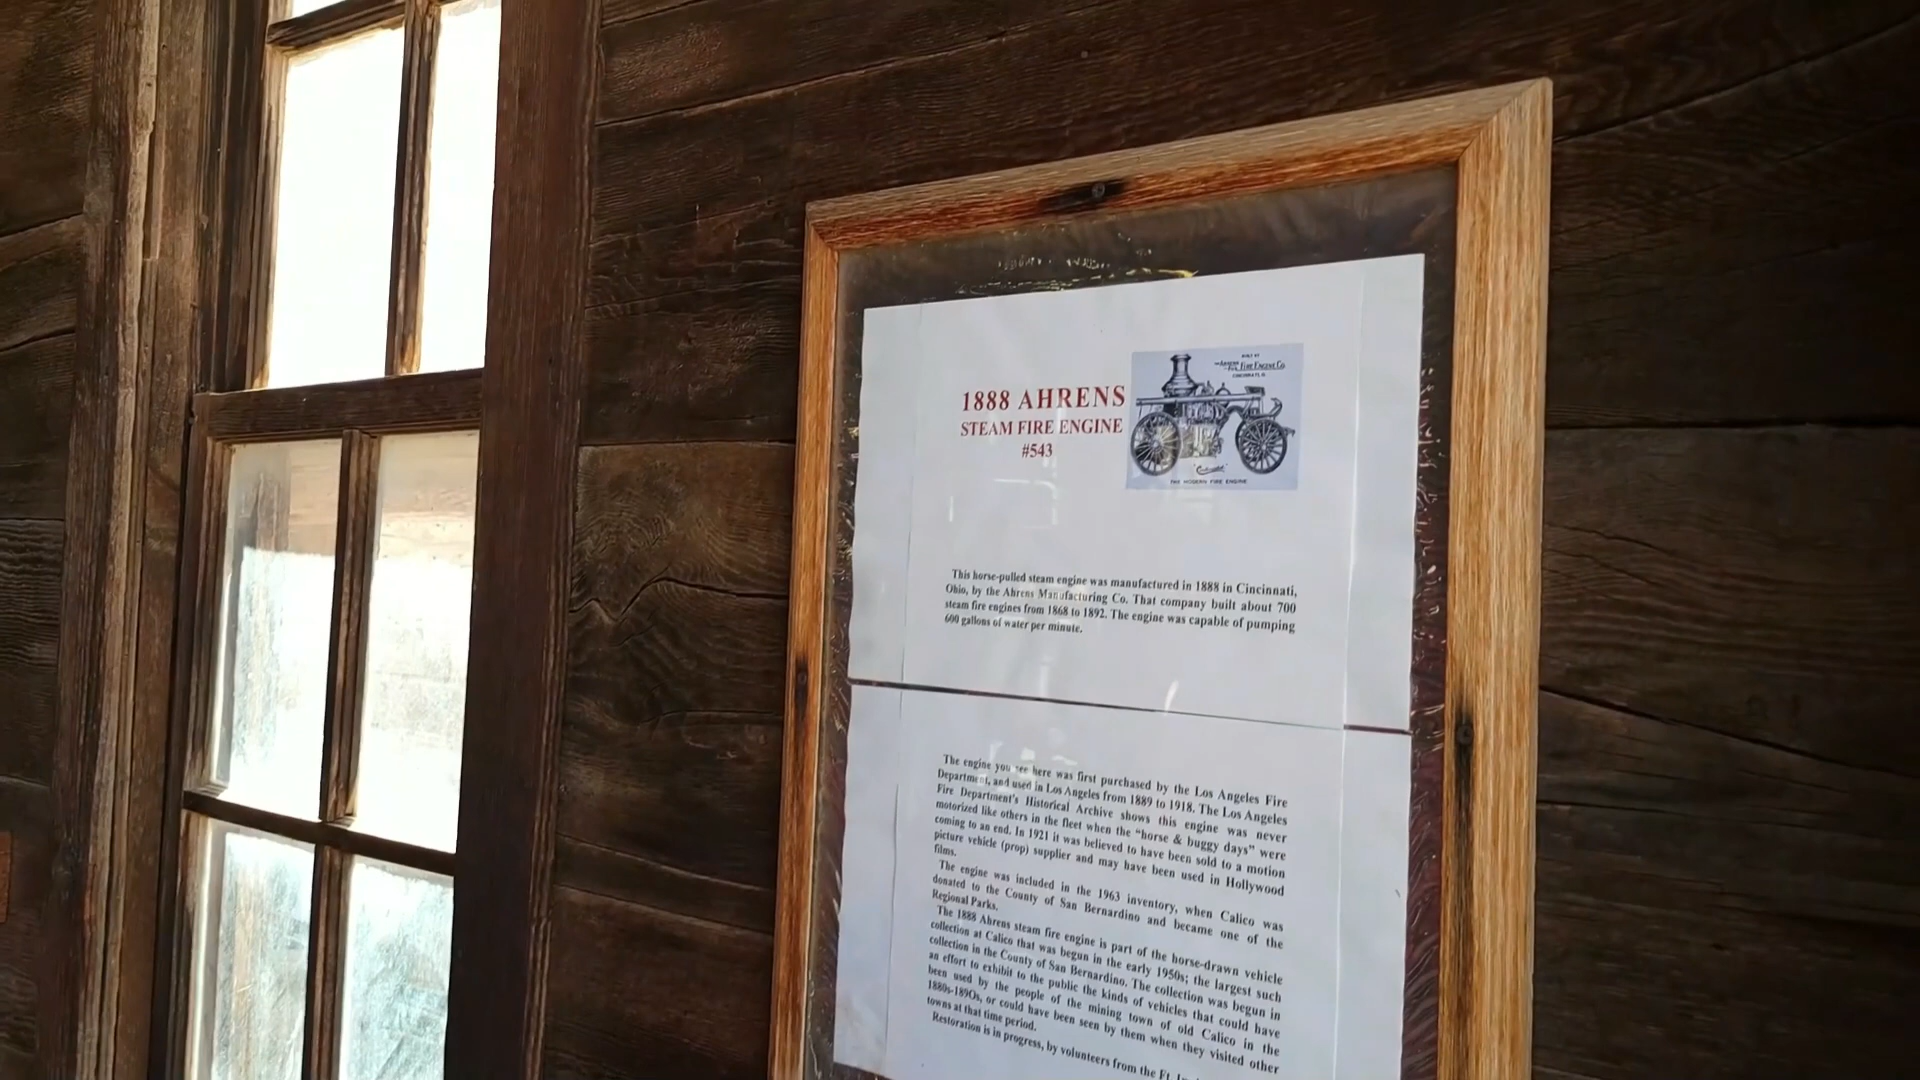 1888 AHRENS
STEAM FIRE ENGINE
#543
BUILT BY
THE AHRENS FIRE ENGINE CO.
CINCINNATI, O.
"Continental"
THE MODERN FIRE ENGINE
This horse-pulled steam engine was manufactured in 1888 in Cincinnati,
Ohio, by the Ahrens Manufacturing Co. That company built about 700
steam fire engines from 1868 to 1892. The engine was capable of pumping
600 gallons of water per minute.
The engine you see here was first purchased by the Los Angeles Fire
Department, and used in Los Angeles from 1889 to 1918. The Los Angeles
Fire Department's Historical Archive shows this engine was never
motorized like others in the fleet when the "horse & buggy days" were
coming to an end. In 1921 it was believed to have been sold to a motion
picture vehicle (prop) supplier and may have been used in Hollywood
films.
The engine was included in the 1963 inventory, when Calico was
donated to the County of San Bernardino and became one of the
Regional Parks.
The 1888 Ahrens steam fire engine is part of the horse-drawn vehicle
collection at Calico that was begun in the early 1950s; the largest such
collection in the County of San Bernardino. The collection was begun in
an effort to exhibit to the public the kinds of vehicles that could have
been used by the people of the mining town of old Calico in the
1880s-1890s, or could have been seen by them when they visited other
towns at that time period.
Restoration is in progress, by volunteers from the Ft.